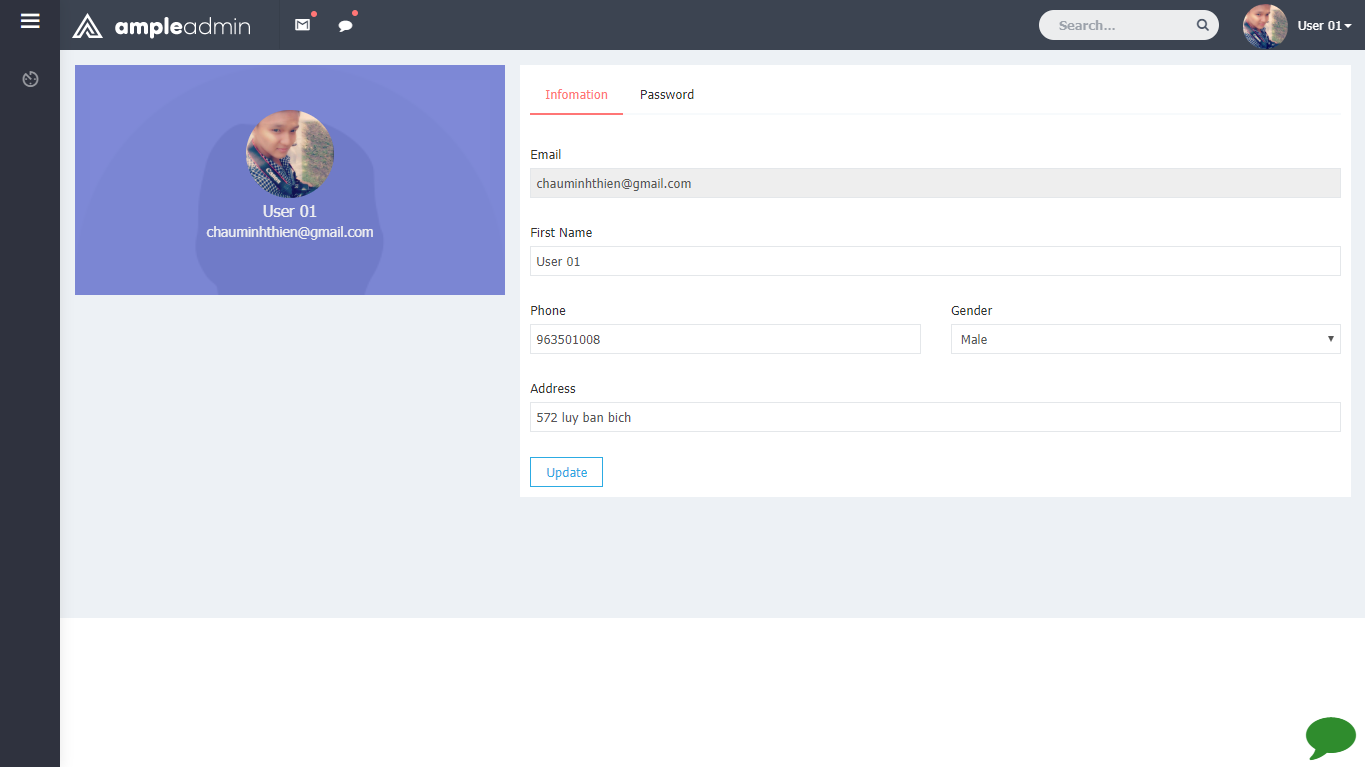 ampleadmin
Search...
User 01
User 01
chauminhthien@gmail.com
Infomation
Password
Email
chauminhthien@gmail.com
First Name
User 01
Phone
Gender
963501008
Male
Address
572 luy ban bich
Update